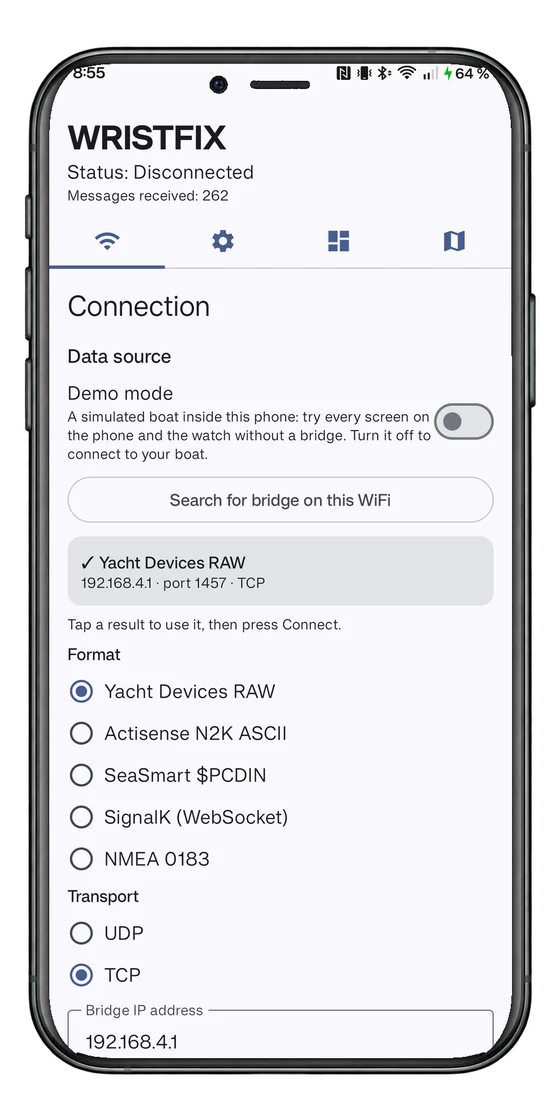 8:55
64 %
WRISTFIX
Status: Disconnected
Messages received: 262
Connection
Data source
Demo mode
A simulated boat inside this phone: try every screen on
the phone and the watch without a bridge. Turn it off to
connect to your boat.
Search for bridge on this WiFi
✓ Yacht Devices RAW
192.168.4.1 · port 1457 · TCP
Tap a result to use it, then press Connect.
Format
Yacht Devices RAW
Actisense N2K ASCII
SeaSmart $PCDIN
SignalK (WebSocket)
NMEA 0183
Transport
UDP
TCP
Bridge IP address
192.168.4.1